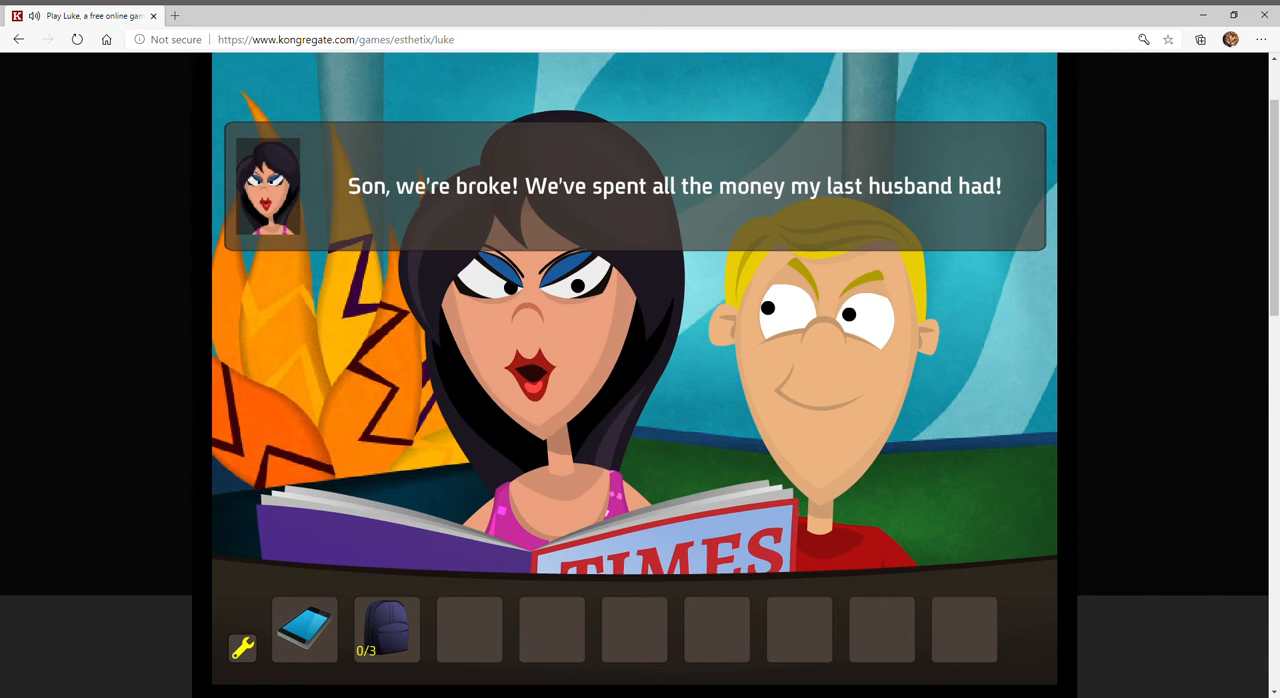 Play Luke, a free online gam
Not secure
https://www.kongregate.com/games/esthetix/luke
Son, we're broke! We've spent all the money my last husband had!
TIMES
0/3